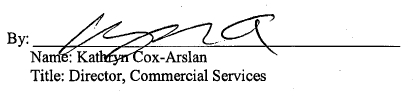 By:
Name: Kathryn Cox-Arslan
Title: Director, Commercial Services